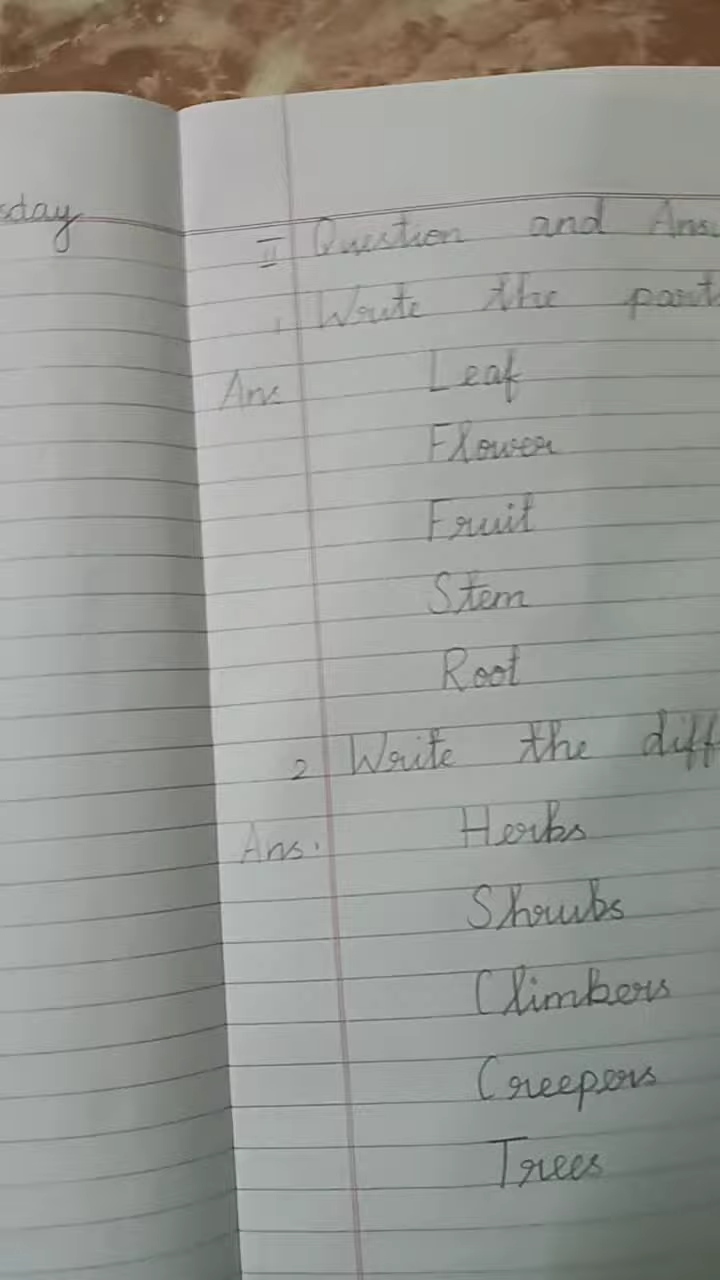 sday
II Question and Ans
1 Write the part
Ans Leaf
Flower
Fruit
Stem
Root
2 Write the diff
Ans. Herbs
Shrubs
Climbers
Creepers
Trees